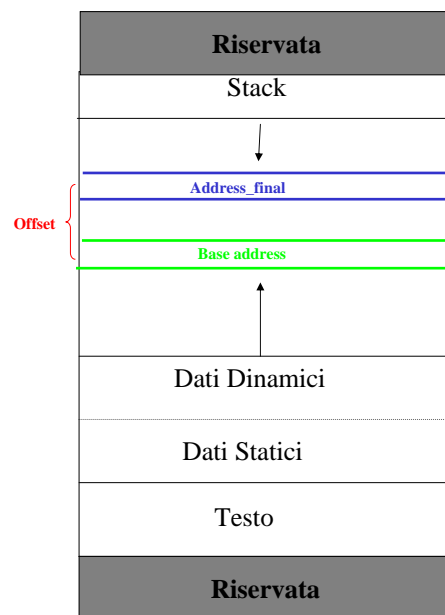 Riservata
Stack
Address_final
Offset
Base address
Dati Dinamici
Dati Statici
Testo
Riservata